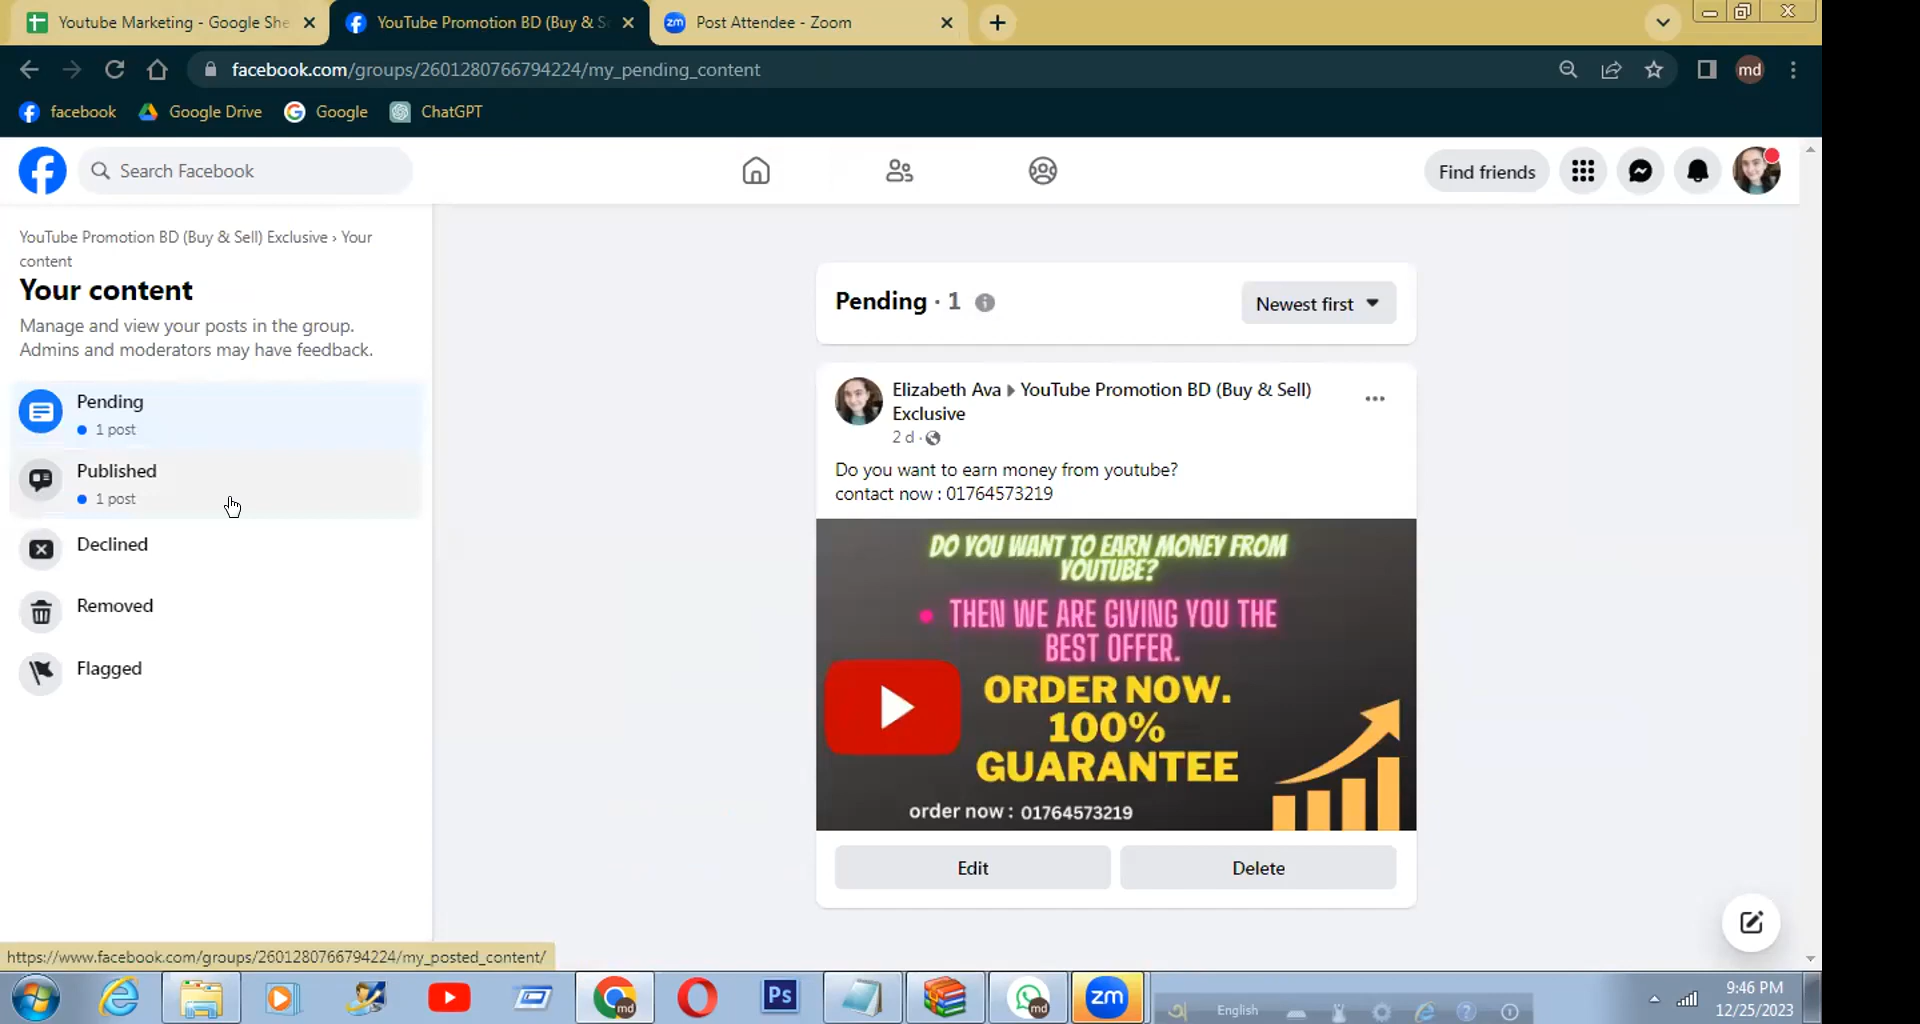 Youtube Marketing - Google She
YouTube Promotion BD (Buy & S
zm Post Attendee - Zoom
facebook.com/groups/2601280766794224/my_pending_content
md
facebook
Google Drive
Google
ChatGPT
Search Facebook
Find friends
YouTube Promotion BD (Buy & Sell) Exclusive › Your
content
Your content
Manage and view your posts in the group.
Admins and moderators may have feedback.
Pending
1 post
Published
1 post
Declined
Removed
Flagged
Pending · 1
Newest first
Elizabeth Ava YouTube Promotion BD (Buy & Sell)
Exclusive
2 d ·
Do you want to earn money from youtube?
contact now : 01764573219
DO YOU WANT TO EARN MONEY FROM
YOUTUBE?
• THEN WE ARE GIVING YOU THE
BEST OFFER.
ORDER NOW.
100%
GUARANTEE
order now : 01764573219
Edit
Delete
https://www.facebook.com/groups/2601280766794224/my_posted_content/
Ps
md
md
zm
English
9:46 PM
12/25/2023